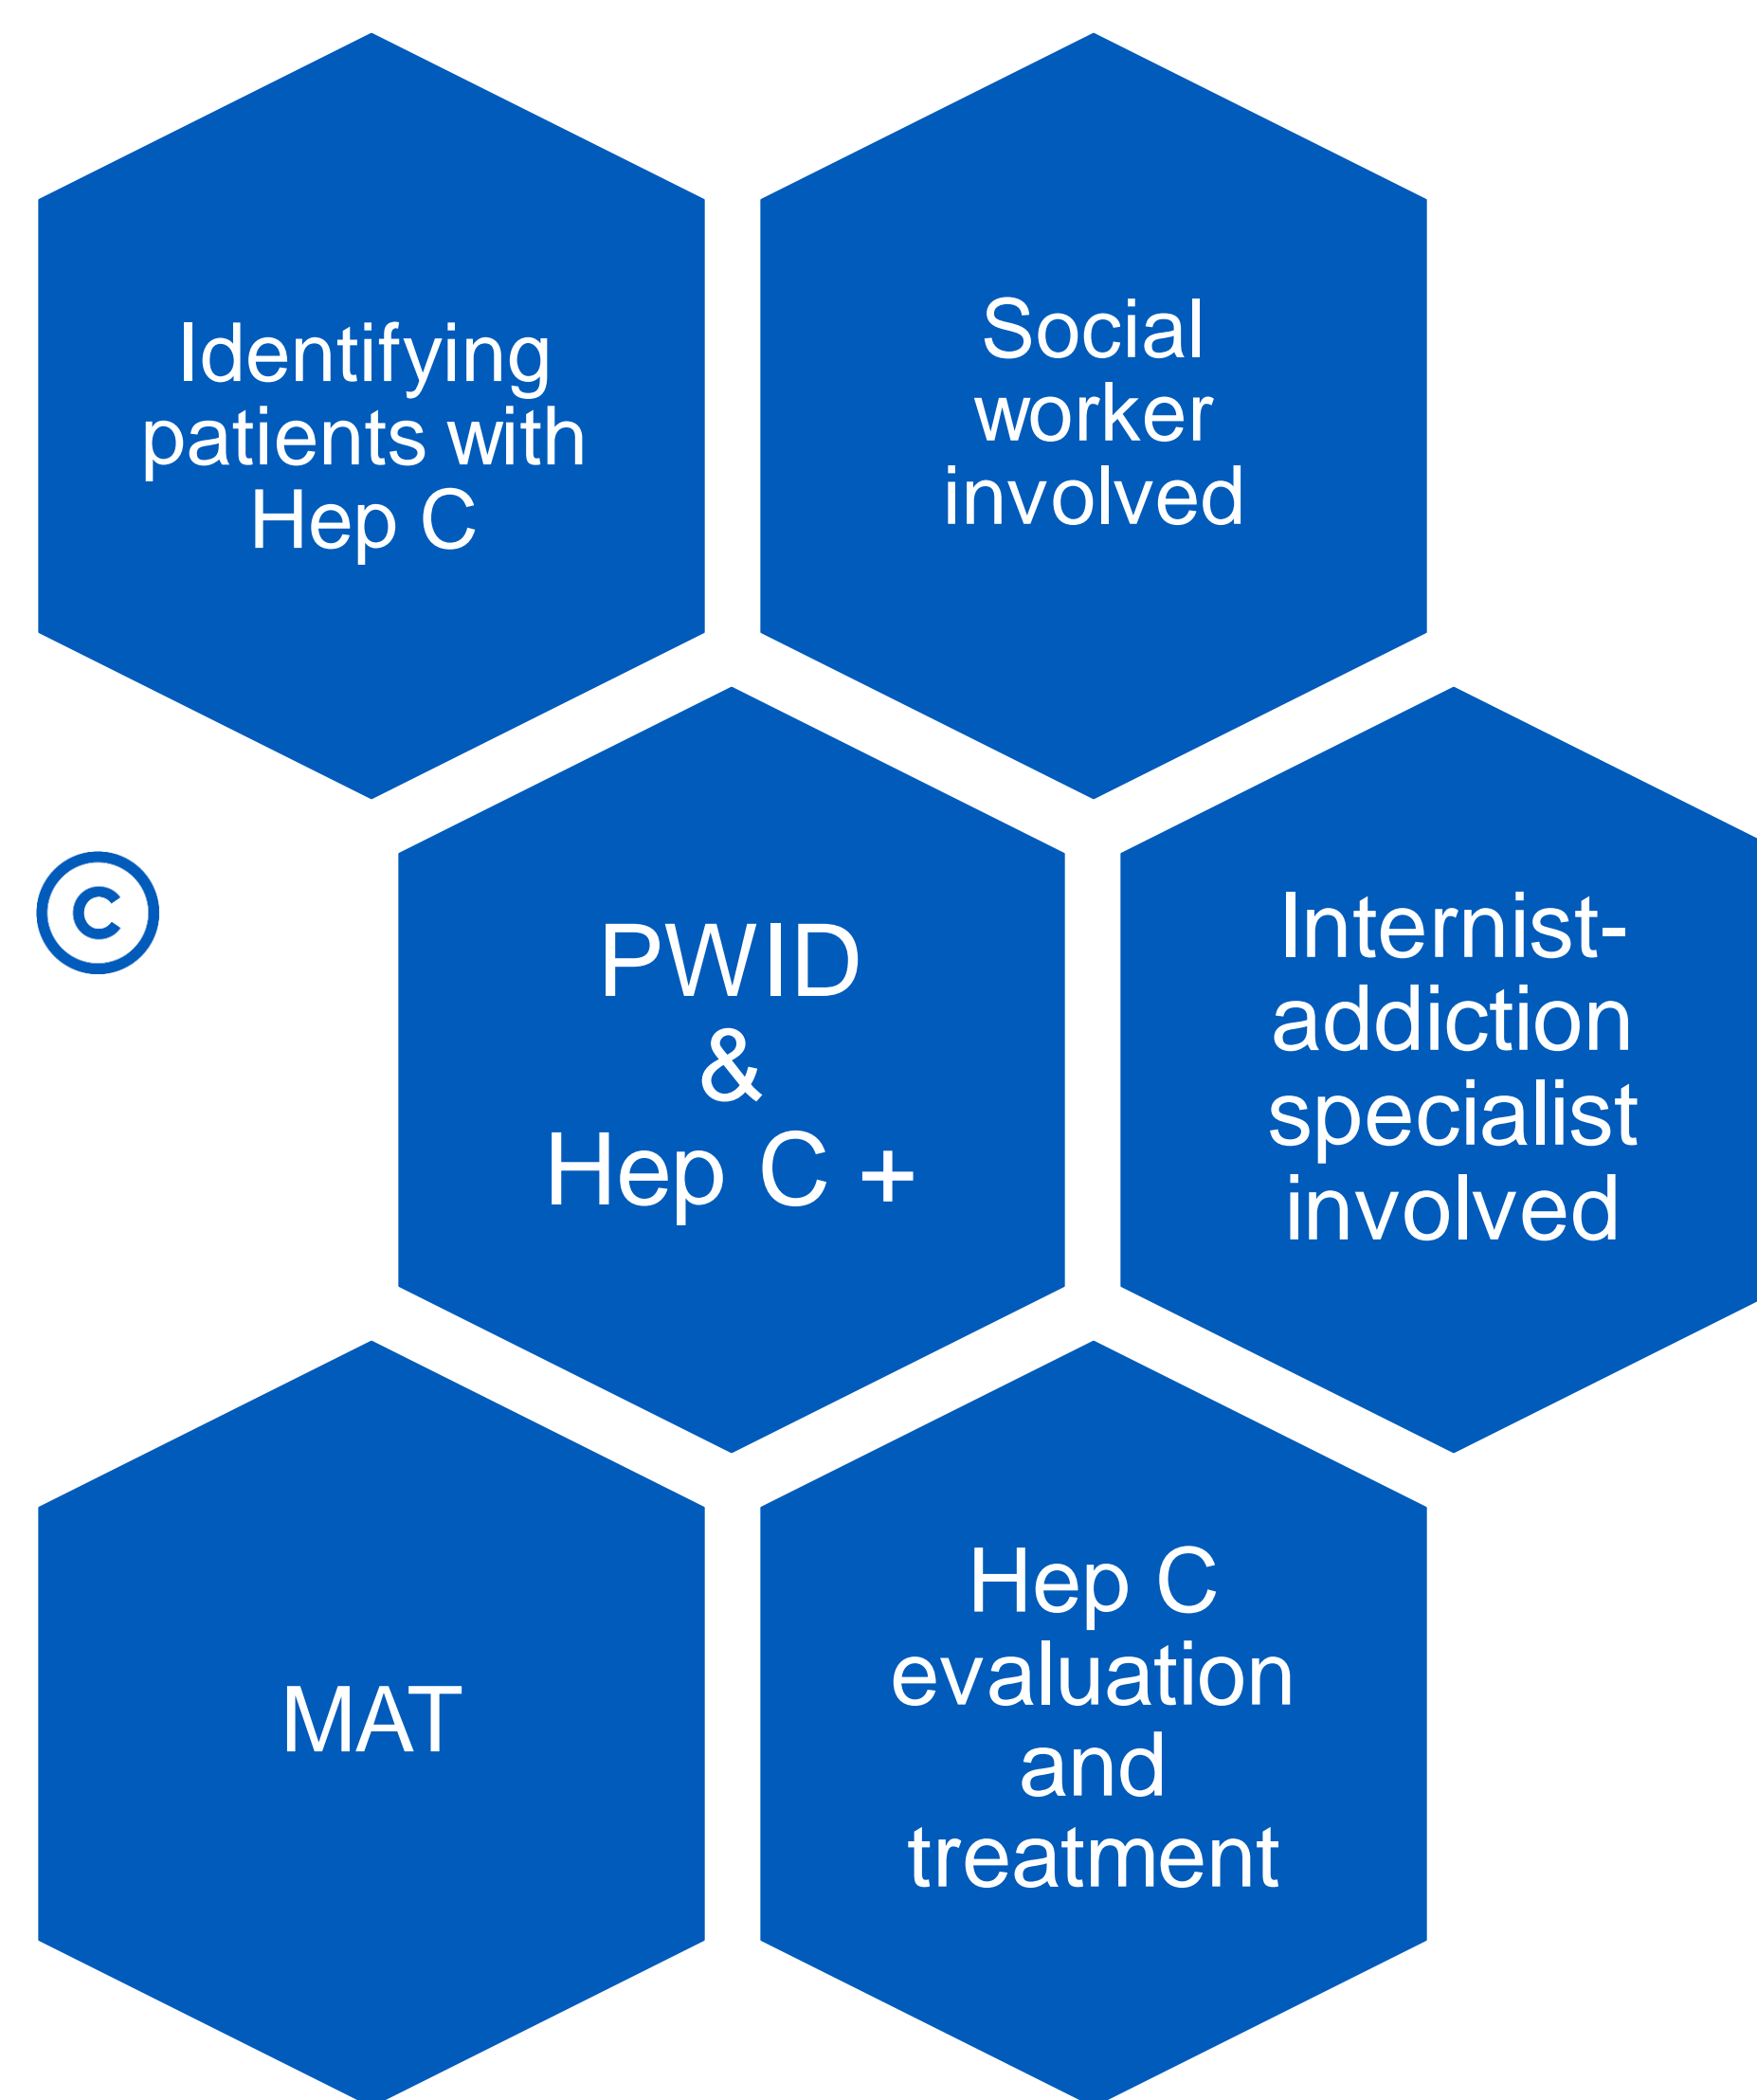 Identifying
patients with
Hep C
Social
worker
involved
©
PWID
&
Hep C +
Internist-
addiction
specialist
involved
MAT
Hep C
evaluation
and
treatment